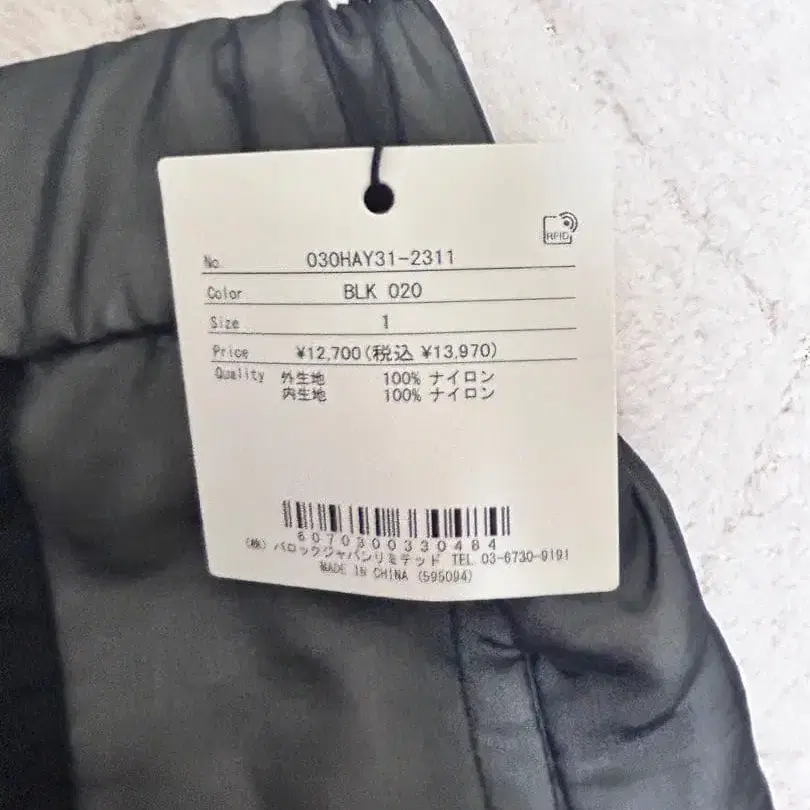 RFID
No 030HAY31-2311
Color BLK 020
Size 1
Price ¥12,700(税込 ¥13,970)
Quality 外生地 100% ナイロン
内生地 100% ナイロン
6070300330484
(株) バロックジャパンリミテッド TEL 03-6730-9191
MADE IN CHINA (595094)